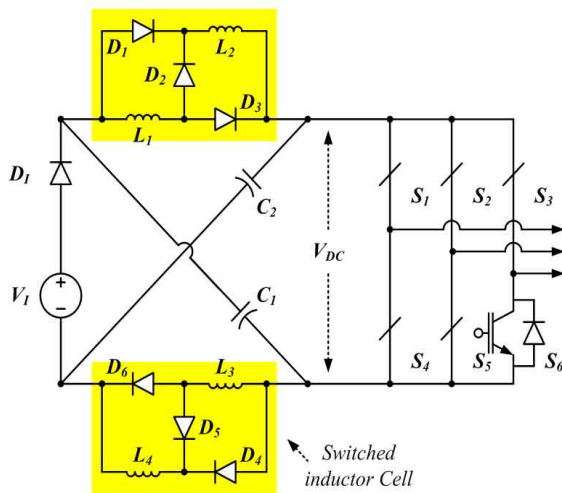 D1 L2
D2
D3
L1
DI
C2
S1 S2 S3
VDC
VI
C1
D6 L3
S4 S5 S6
D5
L4 D4
Switched
inductor Cell